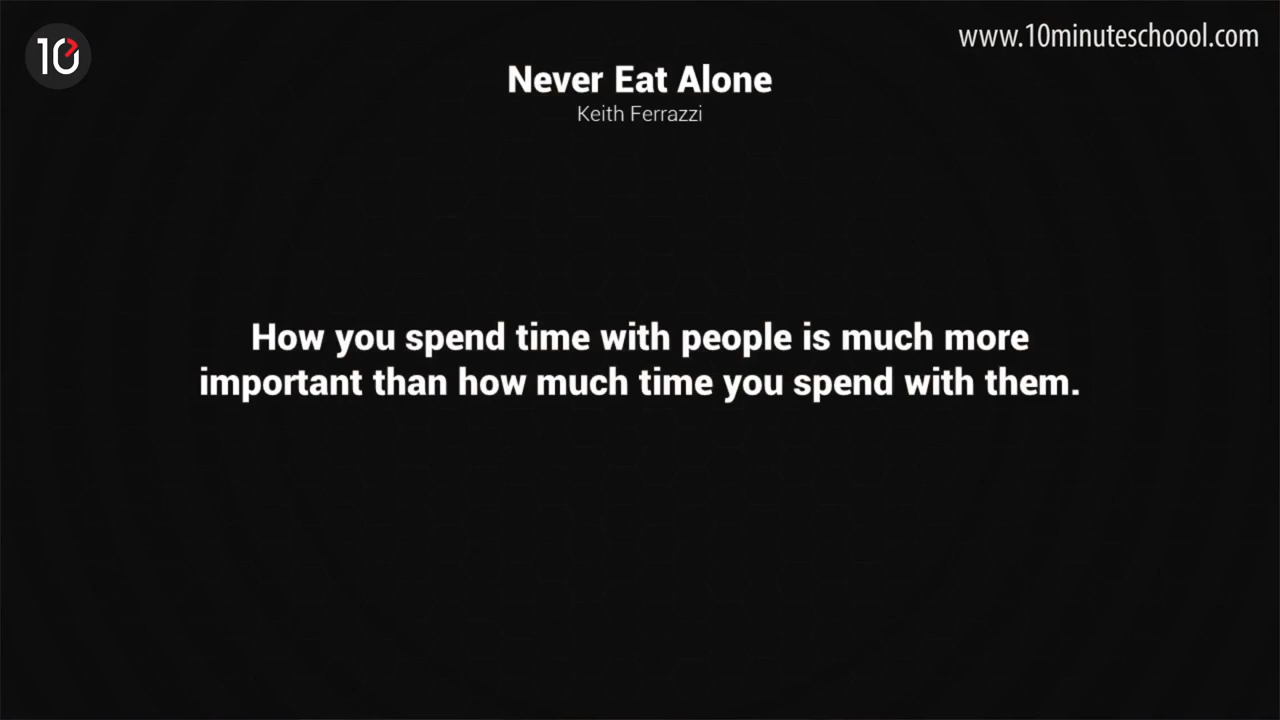 10
www.10minuteschoool.com
Never Eat Alone
Keith Ferrazzi
How you spend time with people is much more
important than how much time you spend with them.